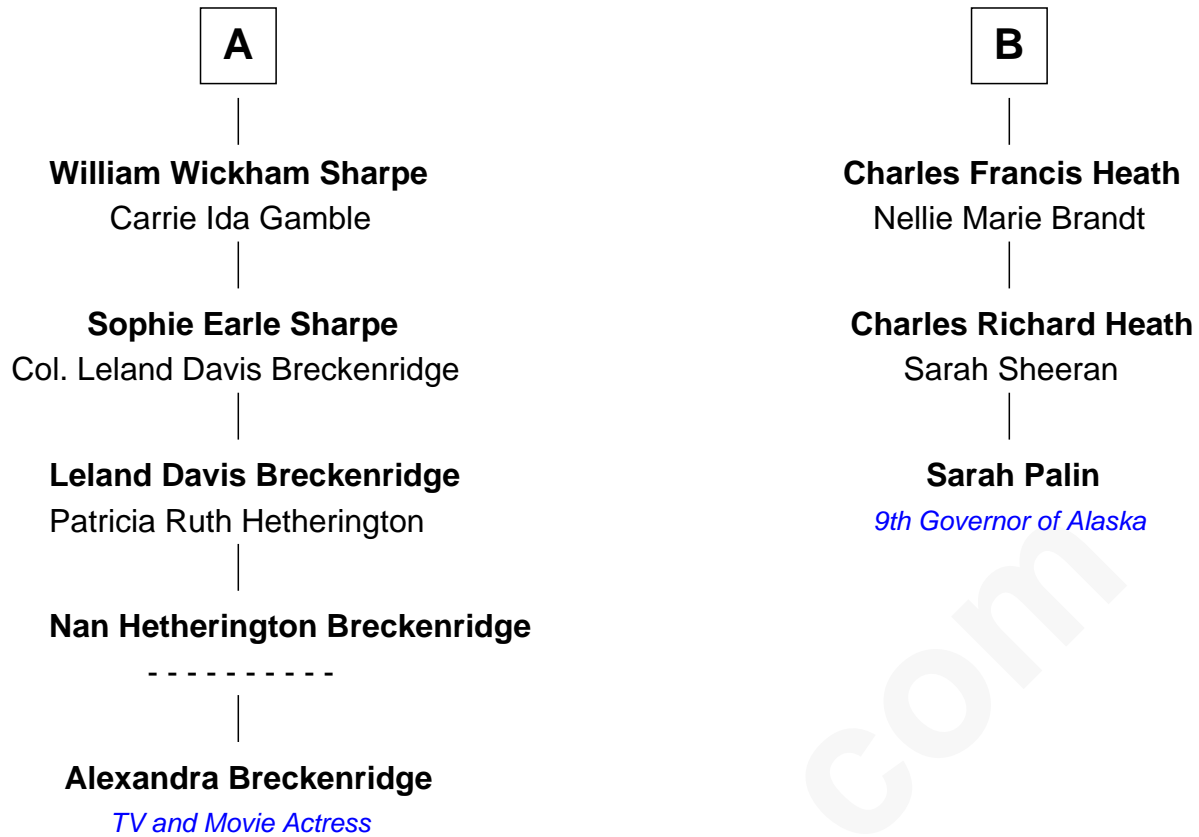 A
William Wickham Sharpe
Carrie Ida Gamble
Sophie Earle Sharpe
Col. Leland Davis Breckenridge
Leland Davis Breckenridge
Patricia Ruth Hetherington
Nan Hetherington Breckenridge
- - - - - - - - - -
Alexandra Breckenridge
TV and Movie Actress
B
Charles Francis Heath
Nellie Marie Brandt
Charles Richard Heath
Sarah Sheeran
Sarah Palin
9th Governor of Alaska
com